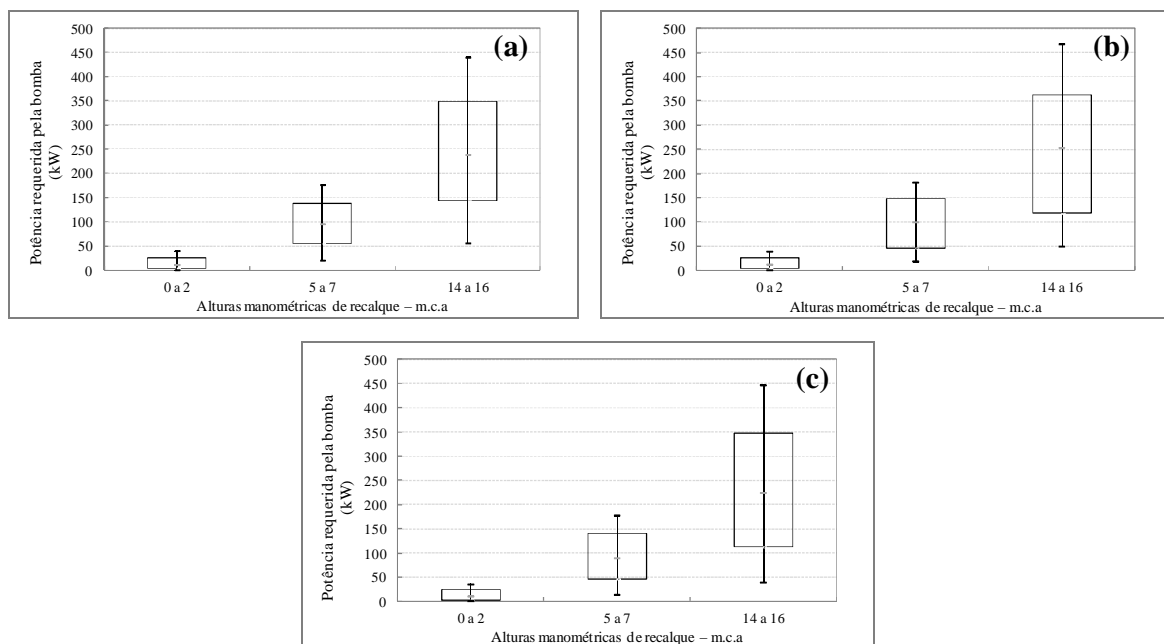 (a)
Potência requerida pela bomba
(kW)
500
450
400
350
300
250
200
150
100
50
0
0 a 2
5 a 7
14 a 16
Alturas manométricas de recalque – m.c.a
(b)
Potência requerida pela bomba
(kW)
500
450
400
350
300
250
200
150
100
50
0
0 a 2
5 a 7
14 a 16
Alturas manométricas de recalque – m.c.a
(c)
Potência requerida pela bomba
(kW)
500
450
400
350
300
250
200
150
100
50
0
0 a 2
5 a 7
14 a 16
Alturas manométricas de recalque – m.c.a